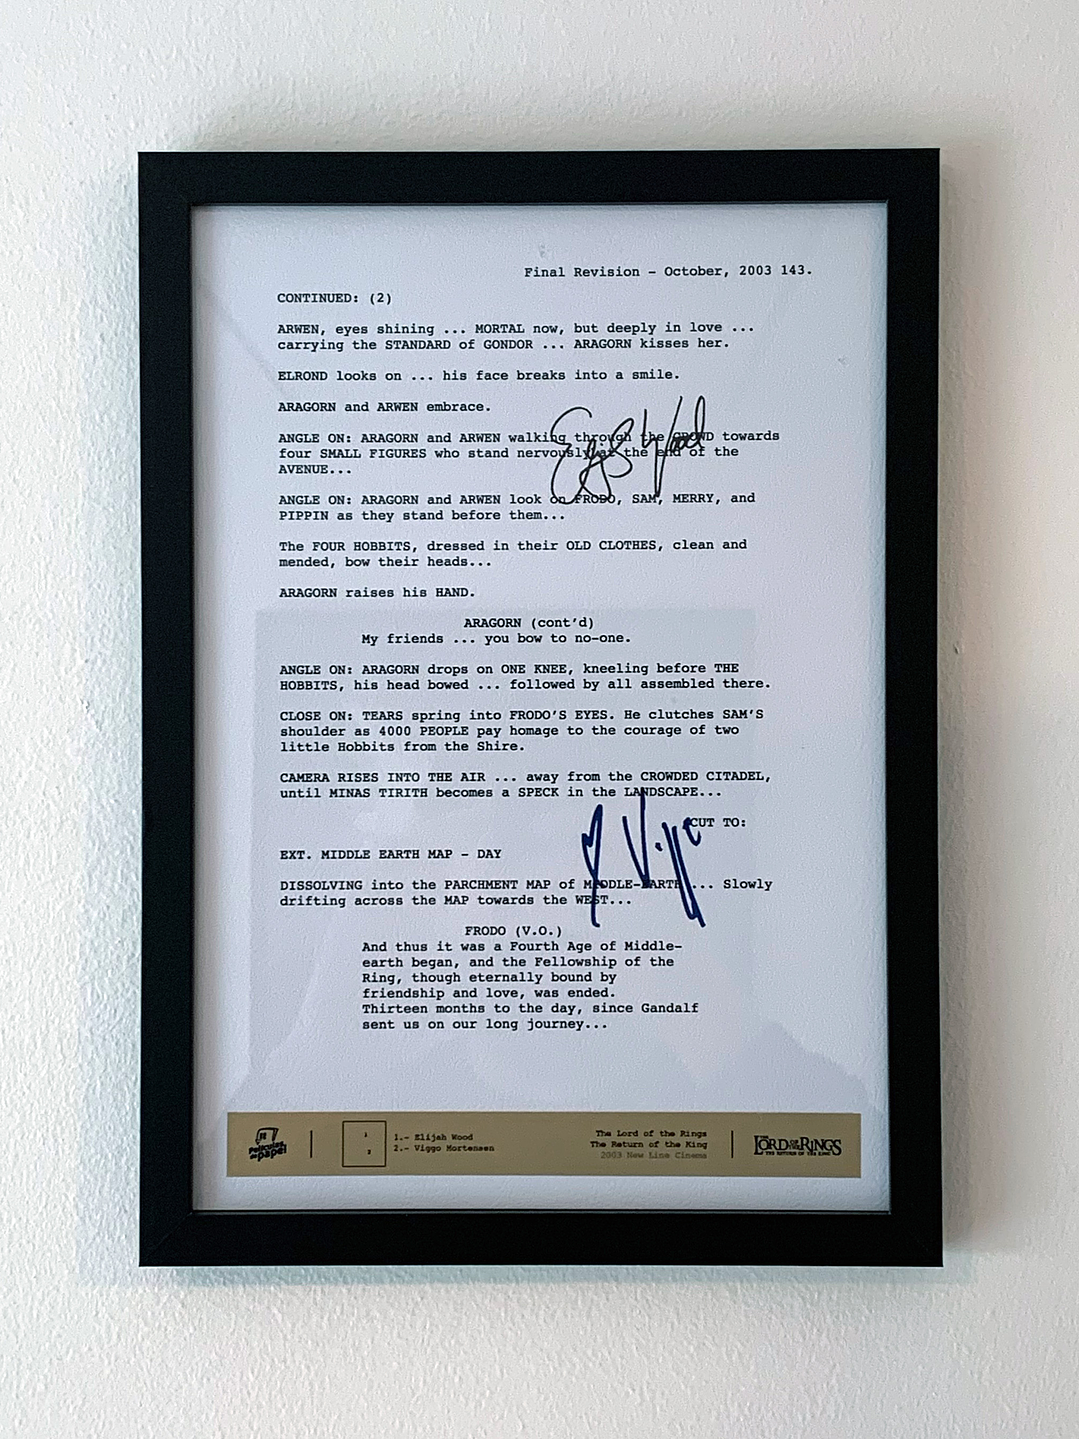 Final Revision - October, 2003 143.
CONTINUED: (2)
ARWEN, eyes shining ... MORTAL now, but deeply in love ...
carrying the STANDARD of GONDOR ... ARAGORN kisses her.
ELROND looks on ... his face breaks into a smile.
ARAGORN and ARWEN embrace.
ANGLE ON: ARAGORN and ARWEN walking through the CROWD towards
four SMALL FIGURES who stand nervously at the end of the
AVENUE...
ANGLE ON: ARAGORN and ARWEN look on FRODO, SAM, MERRY, and
PIPPIN as they stand before them...
The FOUR HOBBITS, dressed in their OLD CLOTHES, clean and
mended, bow their heads...
ARAGORN raises his HAND.
ARAGORN (cont'd)
My friends ... you bow to no-one.
ANGLE ON: ARAGORN drops on ONE KNEE, kneeling before THE
HOBBITS, his head bowed ... followed by all assembled there.
CLOSE ON: TEARS spring into FRODO'S EYES. He clutches SAM'S
shoulder as 4000 PEOPLE pay homage to the courage of two
little Hobbits from the Shire.
CAMERA RISES INTO THE AIR ... away from the CROWDED CITADEL,
until MINAS TIRITH becomes a SPECK in the LANDSCAPE...
CUT TO:
EXT. MIDDLE EARTH MAP - DAY
DISSOLVING into the PARCHMENT MAP of MIDDLE-EARTH ... Slowly
drifting across the MAP towards the WEST...
FRODO (V.O.)
And thus it was a Fourth Age of Middle-
earth began, and the Fellowship of the
Ring, though eternally bound by
friendship and love, was ended.
Thirteen months to the day, since Gandalf
sent us on our long journey...
Películas de papel
1
2
1.- Elijah Wood
2.- Viggo Mortensen
The Lord of the Rings
The Return of the King
2003 New Line Cinema
THE LORD OF THE RINGS
THE RETURN OF THE KING